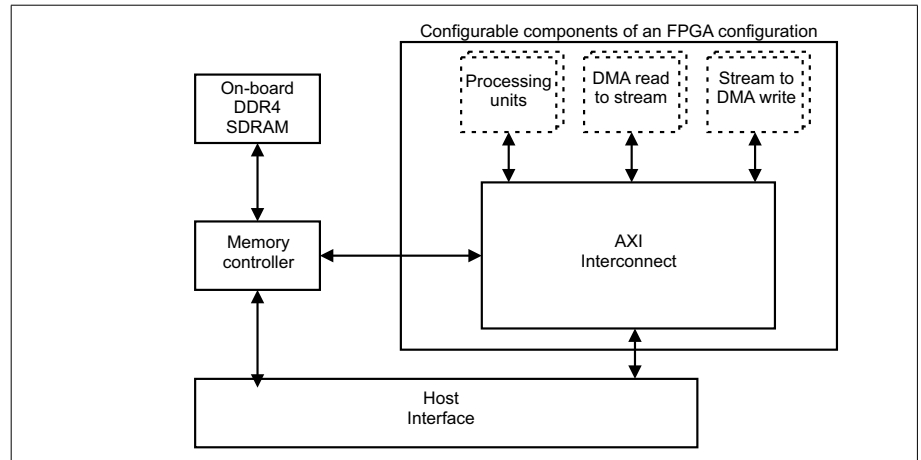 Configurable components of an FPGA configuration
On-board
DDR4
SDRAM
Processing
units
DMA read
to stream
Stream to
DMA write
Memory
controller
AXI
Interconnect
Host
Interface